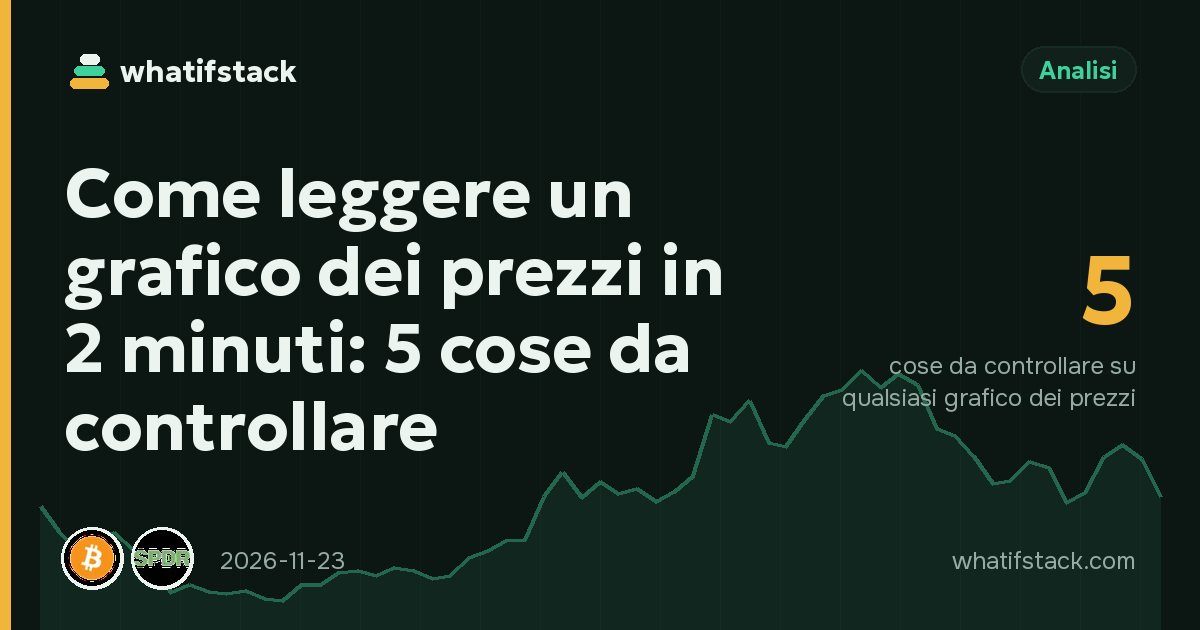 whatifstack
Analisi
Come leggere un
grafico dei prezzi in
2 minuti: 5 cose da
controllare
5
cose da controllare su
qualsiasi grafico dei prezzi
SPDR
2026-11-23
whatifstack.com